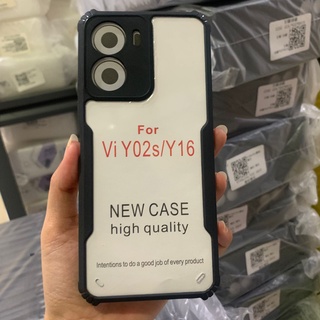 For
Vi Y02s/Y16
NEW CASE
high quality
Intentions to do a good job of every product